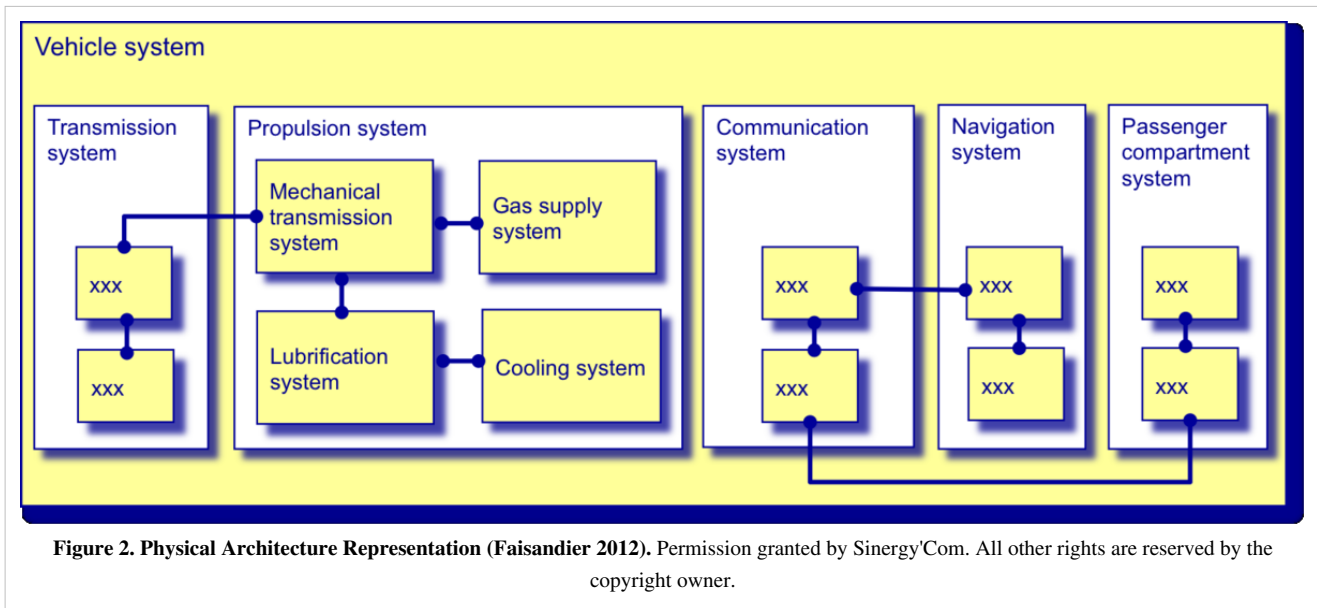 Vehicle system
Transmission
system
xxx
xxx
Propulsion system
Mechanical
transmission
system
Gas supply
system
Lubrification
system
Cooling system
Communication
system
xxx
xxx
Navigation
system
xxx
xxx
Passenger
compartment
system
xxx
xxx
Figure 2. Physical Architecture Representation (Faisandier 2012). Permission granted by Sinergy'Com. All other rights are reserved by the
copyright owner.